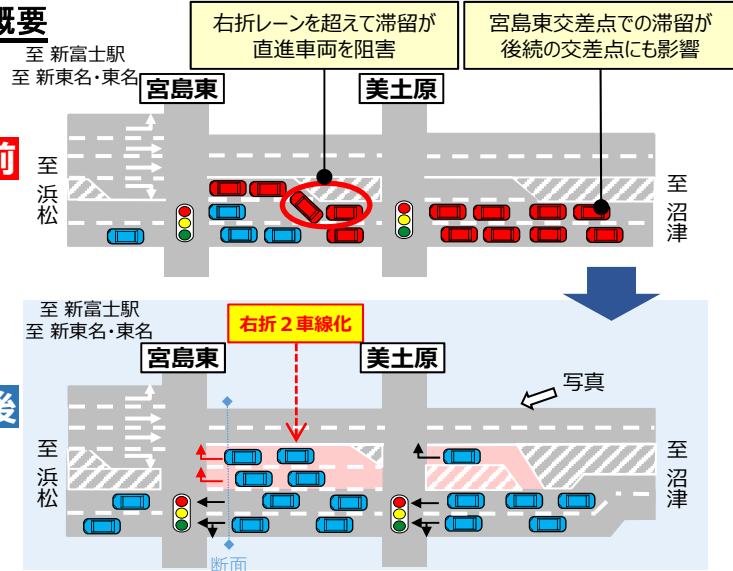 概要
右折レーンを超えて滞留が
直進車両を阻害
宮島東交差点での滞留が
後続の交差点にも影響
至 新富士駅
至 新東名・東名
宮島東
美土原
前
至 浜松
至 沼津
至 新富士駅
至 新東名・東名
右折２車線化
宮島東
美土原
写真
後
至 浜松
至 沼津
断面